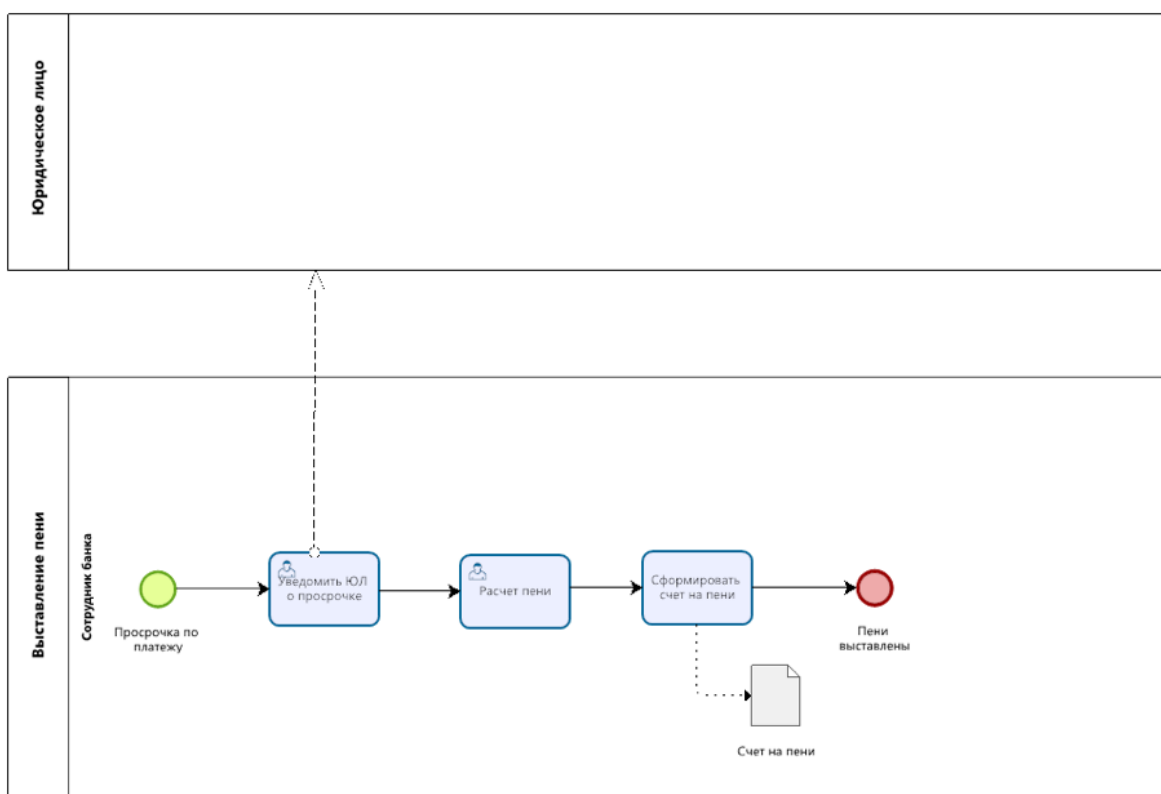 Юридическое лицо
Выставление пени
Сотрудник банка
Просрочка по
платежу
Уведомить ЮЛ
о просрочке
Расчет пени
Сформировать
счет на пени
Пени
выставлены
Счет на пени